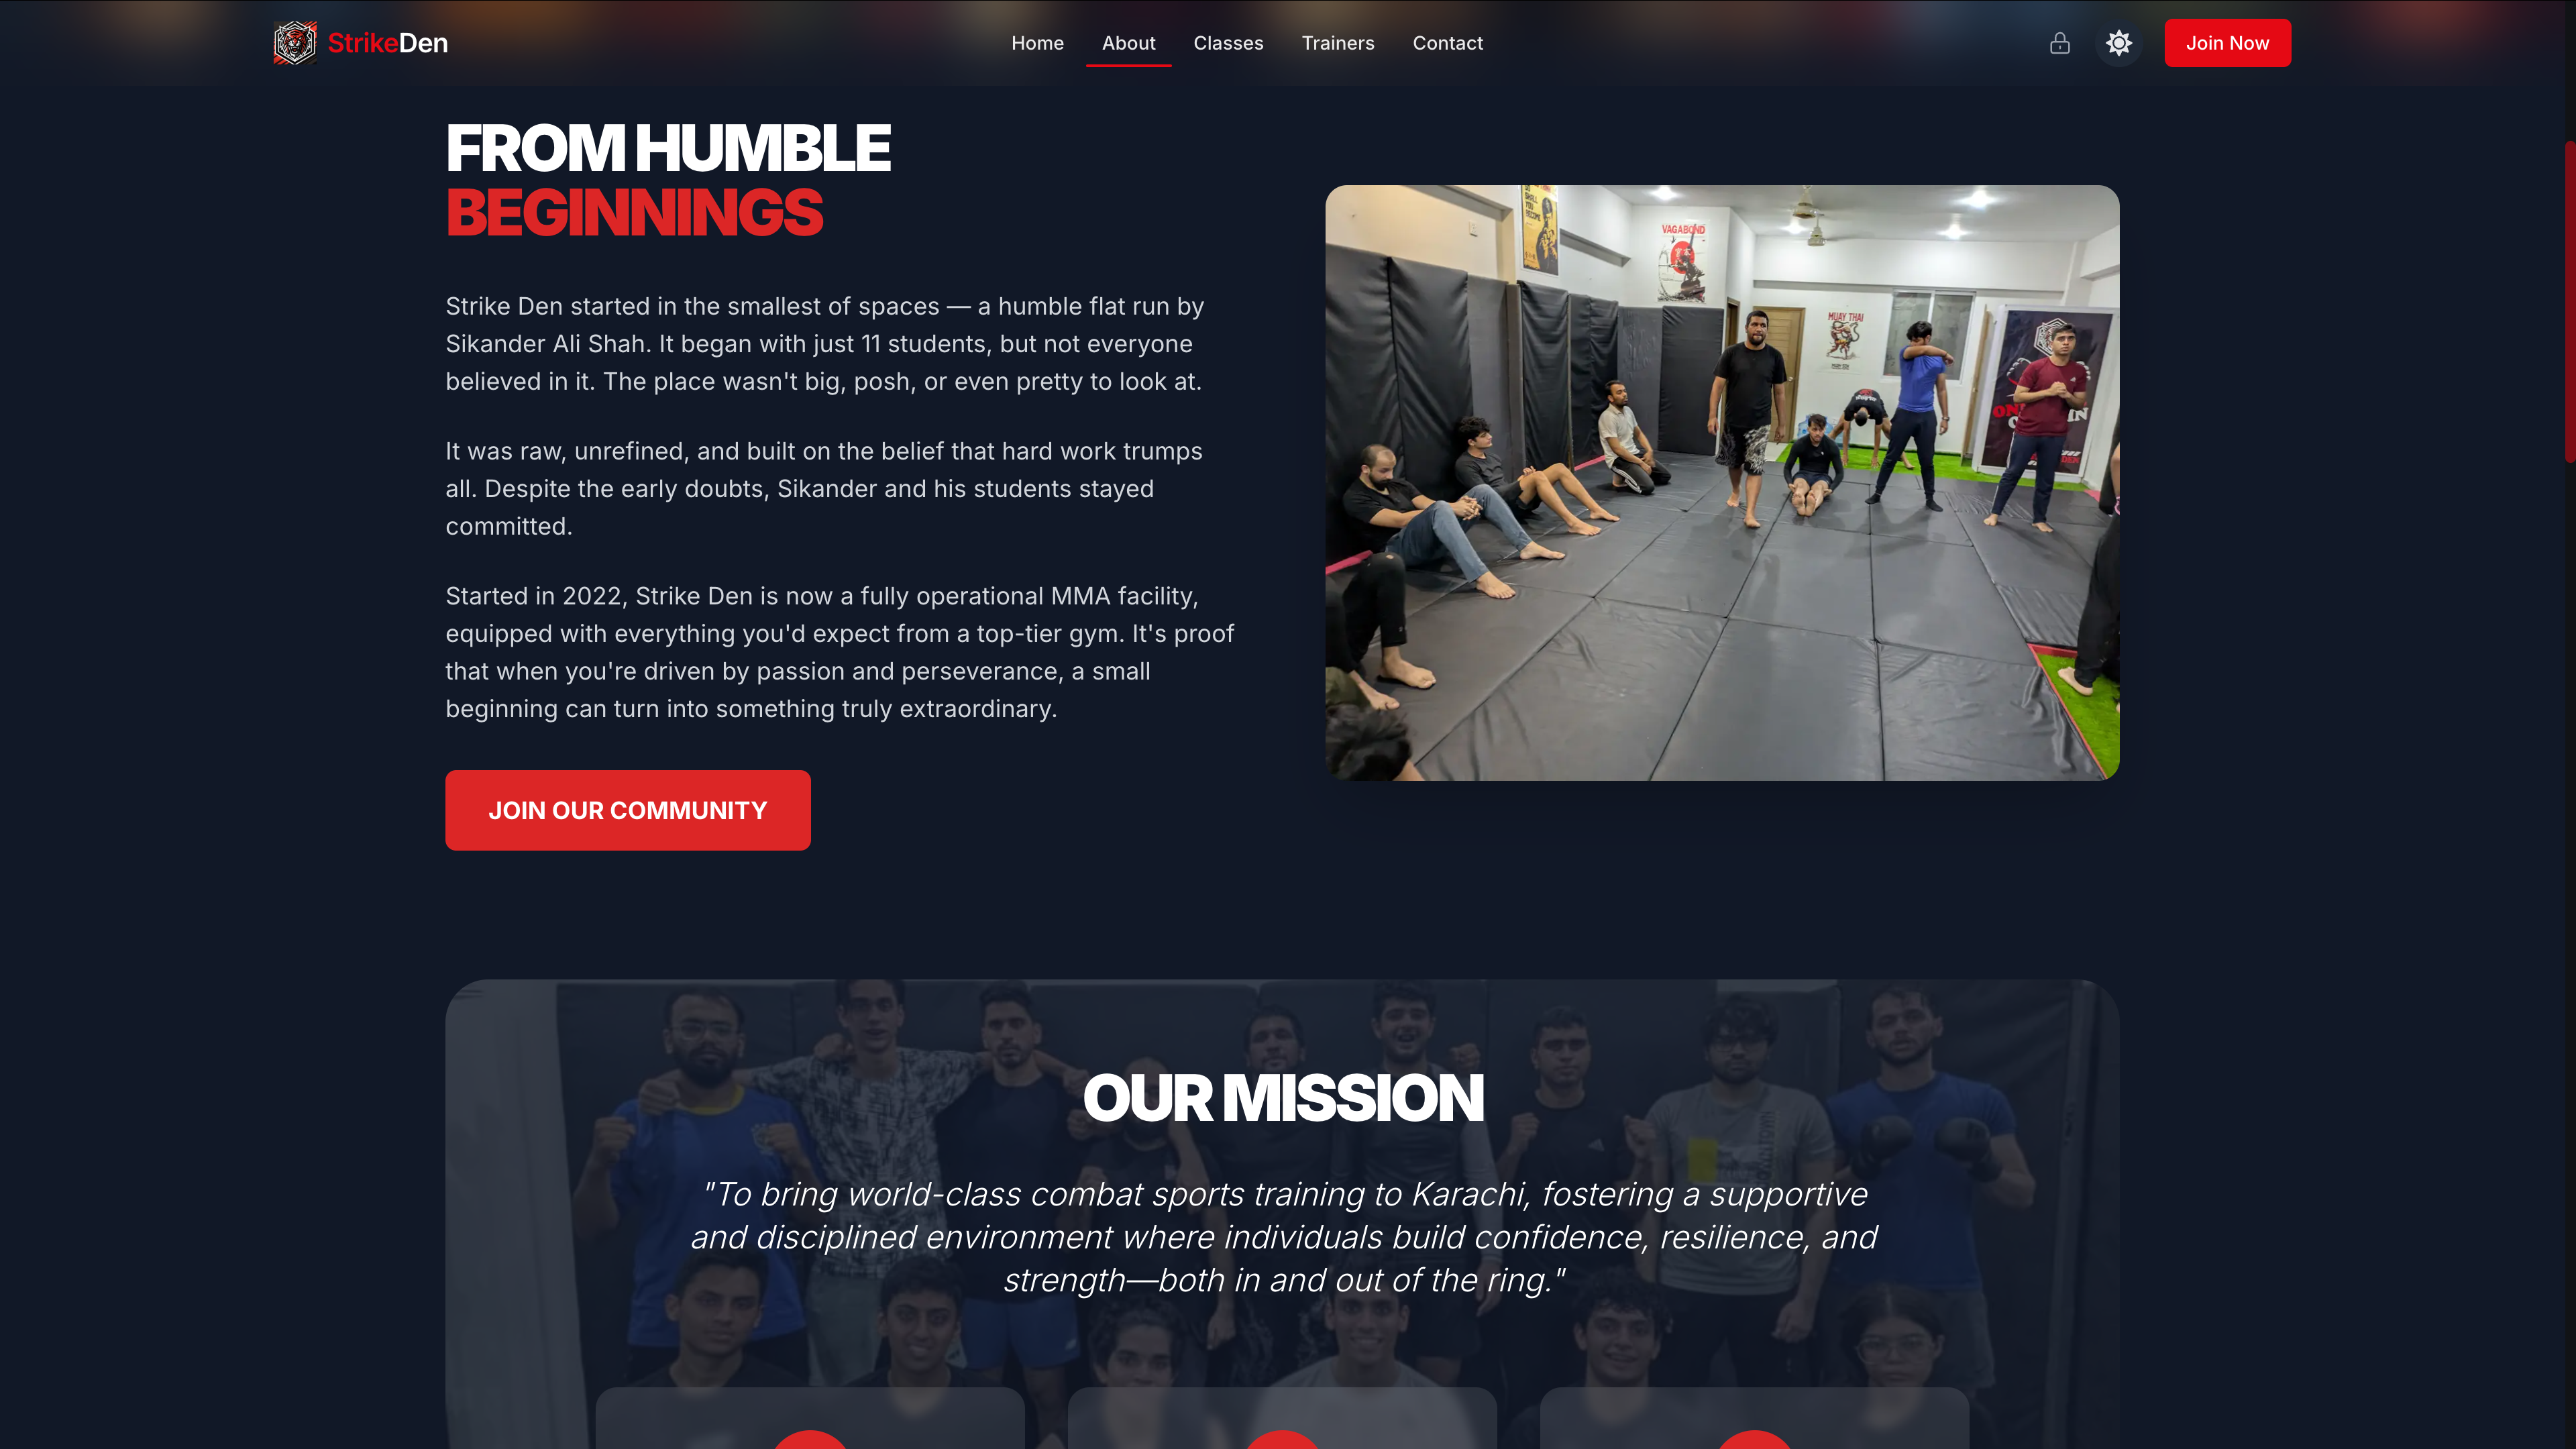 StrikeDen
Home
About
Classes
Trainers
Contact
Join Now
FROM HUMBLE
BEGINNINGS
Strike Den started in the smallest of spaces — a humble flat run by
Sikander Ali Shah. It began with just 11 students, but not everyone
believed in it. The place wasn't big, posh, or even pretty to look at.
It was raw, unrefined, and built on the belief that hard work trumps
all. Despite the early doubts, Sikander and his students stayed
committed.
Started in 2022, Strike Den is now a fully operational MMA facility,
equipped with everything you'd expect from a top-tier gym. It's proof
that when you're driven by passion and perseverance, a small
beginning can turn into something truly extraordinary.
JOIN OUR COMMUNITY
SHALL
YOU
BECOME
VAGABOND
MUAY THAI
OUR MISSION
"To bring world-class combat sports training to Karachi, fostering a supportive
and disciplined environment where individuals build confidence, resilience, and
strength—both in and out of the ring."